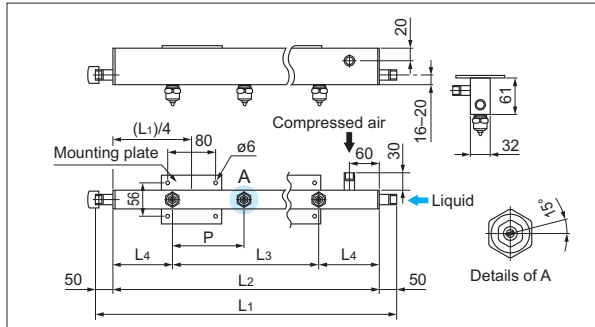 20
16–20
61
32
(L1)/4
80
ø6
Compressed air
60
30
Mounting plate
A
56
Liquid
15°
P
L4
L3
L4
Details of A
50
L2
50
L1